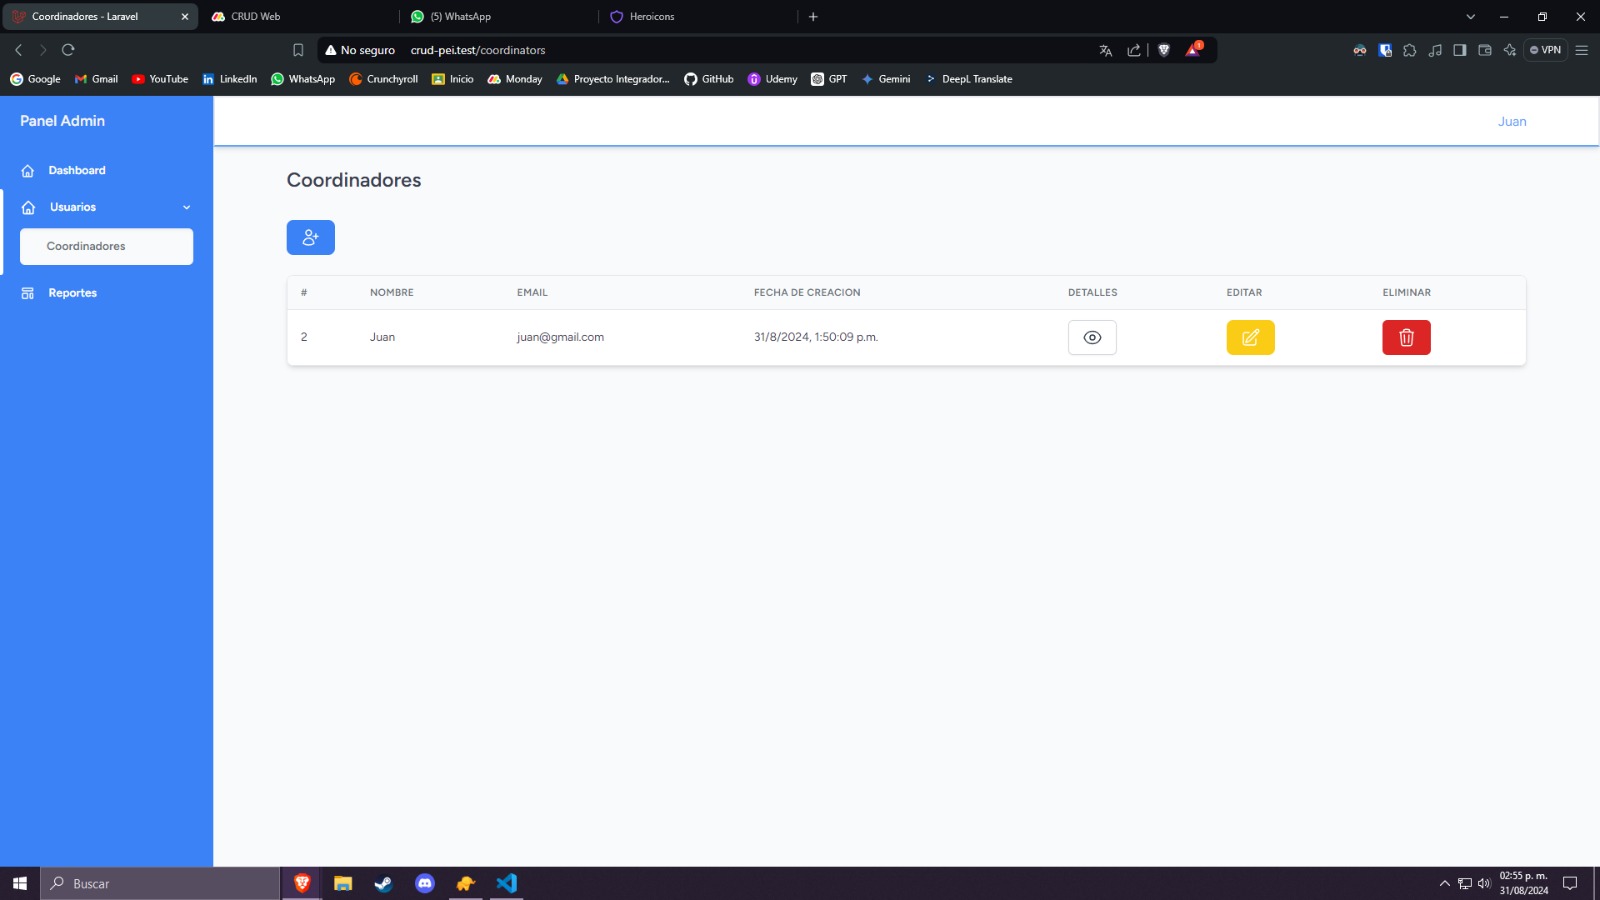 Coordinadores - Laravel
CRUD Web
(5) WhatsApp
Heroicons
No seguro crud-pei.test/coordinators
1
VPN
Google Gmail YouTube LinkedIn WhatsApp Crunchyroll Inicio Monday Proyecto Integrador... GitHub Udemy GPT Gemini DeepL Translate
Panel Admin
Juan
Dashboard
Usuarios
Coordinadores
Reportes
Coordinadores
# NOMBRE EMAIL FECHA DE CREACION DETALLES EDITAR ELIMINAR
2 Juan juan@gmail.com 31/8/2024, 1:50:09 p.m.
Buscar
02:55 p. m.
31/08/2024